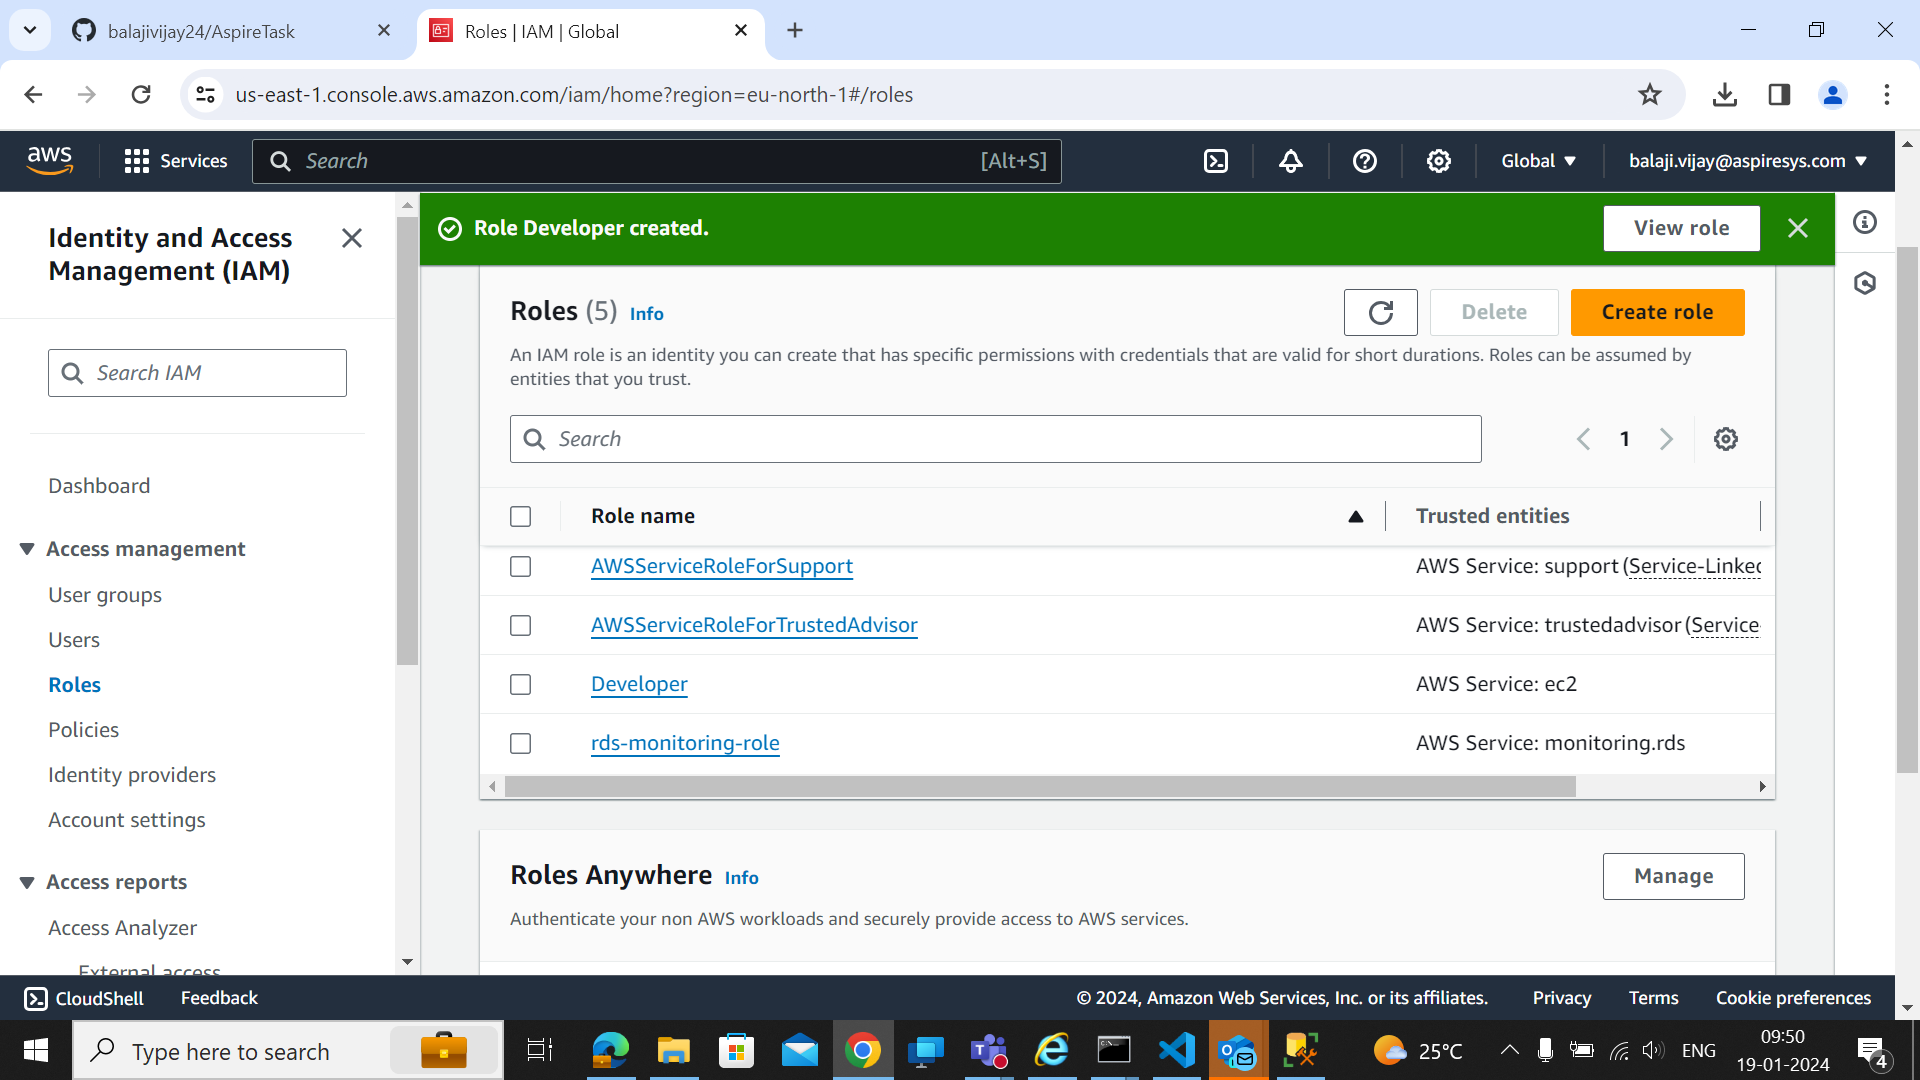 balajivijay24/AspireTask
Roles | IAM | Global
us-east-1.console.aws.amazon.com/iam/home?region=eu-north-1#/roles
aws
Services
Search
[Alt+S]
Global
balaji.vijay@aspiresys.com
Identity and Access
Management (IAM)
Search IAM
Dashboard
Access management
User groups
Users
Roles
Policies
Identity providers
Account settings
Access reports
Access Analyzer
External access
Role Developer created.
View role
Roles (5) Info
Delete
Create role
An IAM role is an identity you can create that has specific permissions with credentials that are valid for short durations. Roles can be assumed by
entities that you trust.
Search
1
Role name
Trusted entities
AWSServiceRoleForSupport
AWS Service: support (Service-Linked
AWSServiceRoleForTrustedAdvisor
AWS Service: trustedadvisor (Service-
Developer
AWS Service: ec2
rds-monitoring-role
AWS Service: monitoring.rds
Roles Anywhere Info
Manage
Authenticate your non AWS workloads and securely provide access to AWS services.
CloudShell
Feedback
© 2024, Amazon Web Services, Inc. or its affiliates.
Privacy
Terms
Cookie preferences
Type here to search
25°C
ENG
09:50
19-01-2024
4